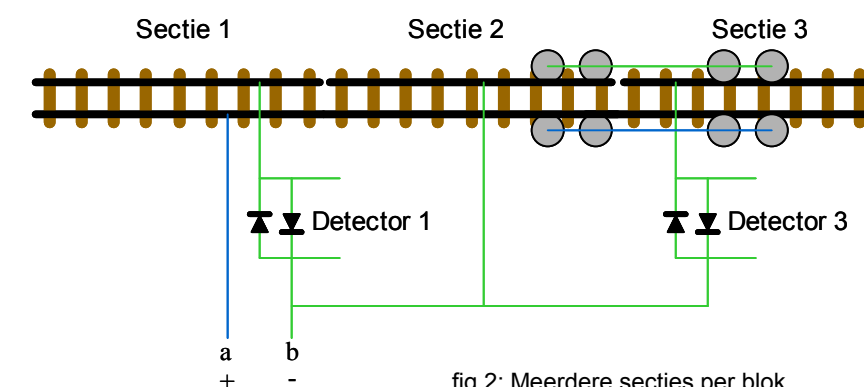 Sectie 1 Sectie 2 Sectie 3
Detector 1 Detector 3
a b
+ -
fig 2: Meerdere secties per blok